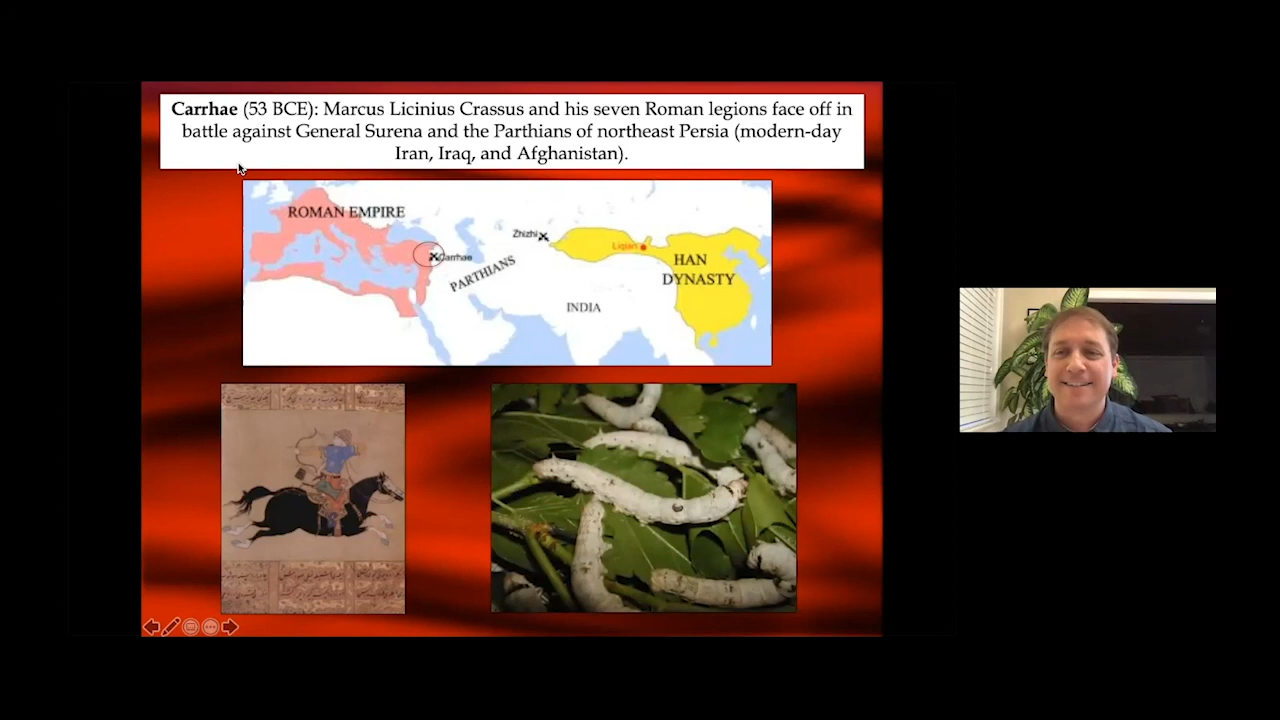 Carrhae (53 BCE): Marcus Licinius Crassus and his seven Roman legions face off in
battle against General Surena and the Parthians of northeast Persia (modern-day
Iran, Iraq, and Afghanistan).
ROMAN EMPIRE
Zhizhi
Liqian
Carrhae
PARTHIANS
HAN
DYNASTY
INDIA